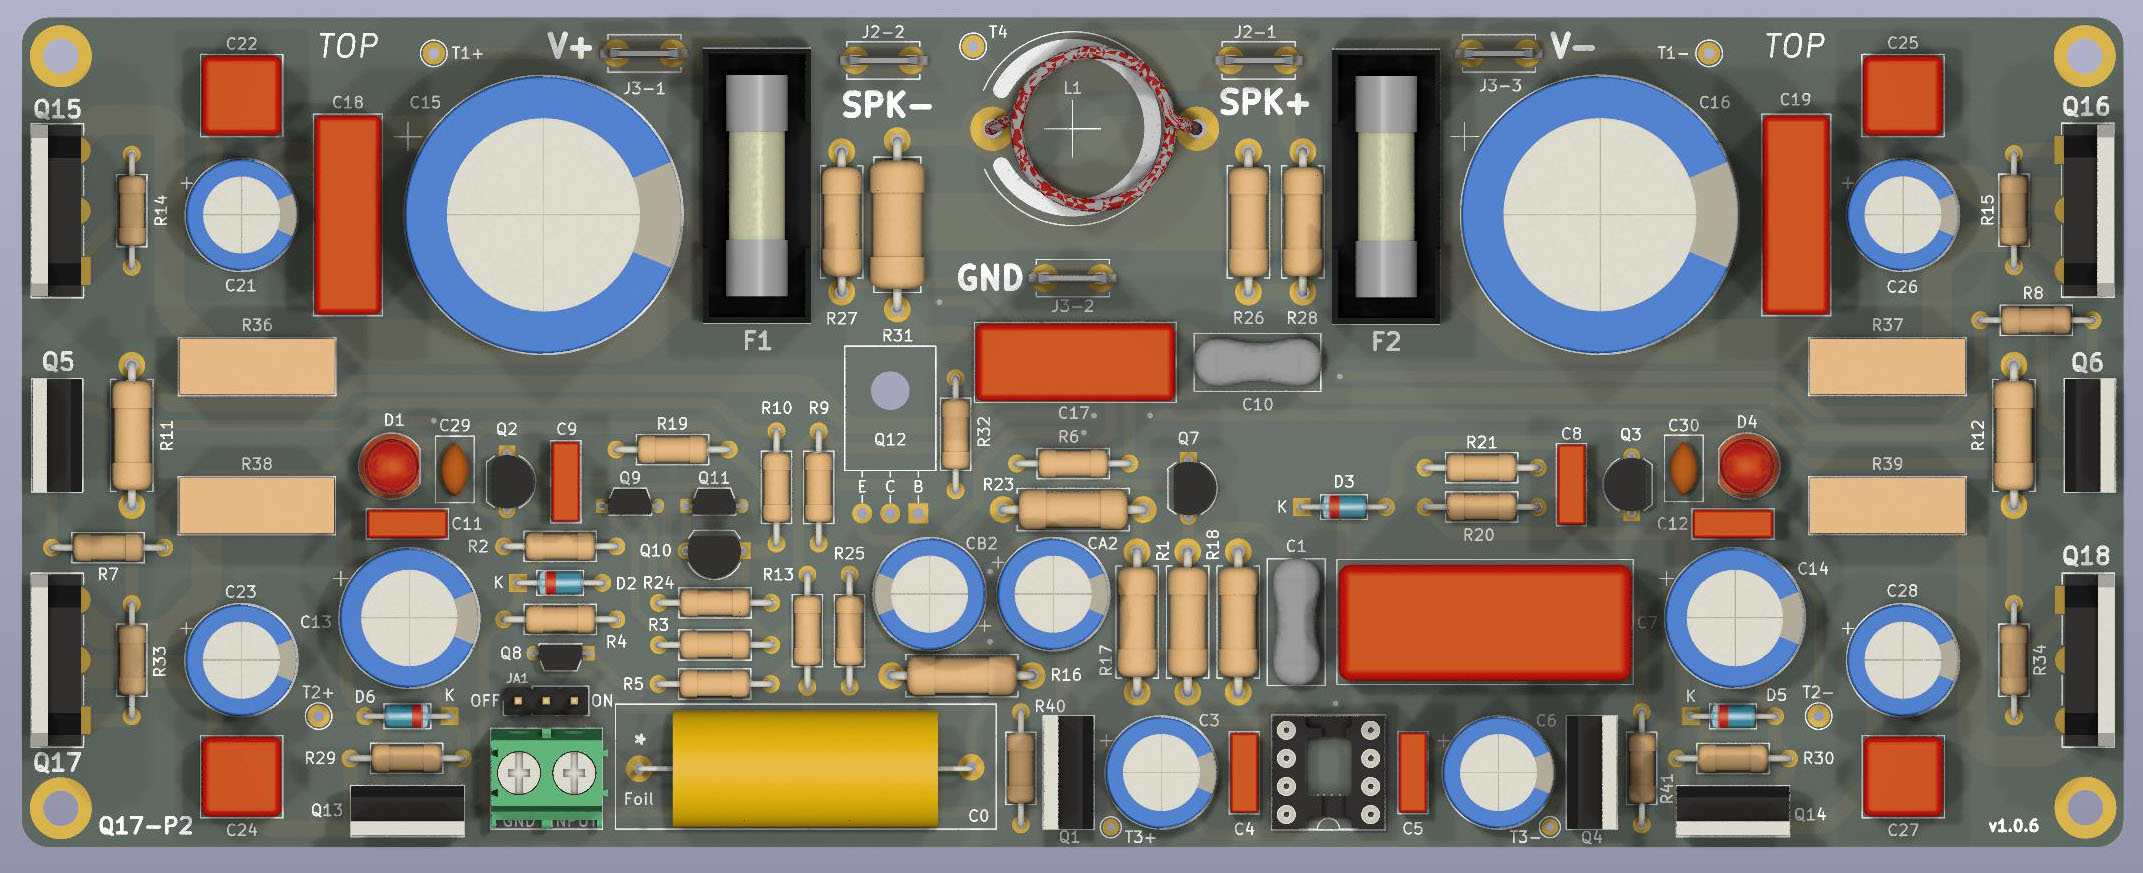 C22
TOP
T1+
V+
J3-1
J2-2
T4
J2-1
V-
J3-3
T1-
TOP
C25
Q15
C18
C15
SPK-
L1
SPK+
C16
C19
Q16
R14
R15
C21
GND
J3-2
C26
R8
R36
F1
R27
R31
R26
R28
F2
R37
Q5
C10
Q6
R11
D1
C29
Q2
C9
R19
R10
R9
Q12
R32
C17
R6
Q7
R21
C8
Q3
C30
D4
R12
R38
Q9
Q11
E
C
B
R23
K
D3
R39
C11
R20
C12
R2
Q10
R25
CB2
CA2
R1
R18
C1
Q18
R7
K
D2
R24
R13
C14
C23
C13
R4
R3
C7
C28
R33
Q8
R5
R16
R17
R34
T2+
D6
K
JA1
OFF
ON
R40
C3
C6
K
D5
T2-
*
Q17
R29
R30
Foil
R41
Q13
C0
Q14
Q17-P2
C24
GND
INPUT
Q1
T3+
C4
C5
T3-
Q4
C27
v1.0.6